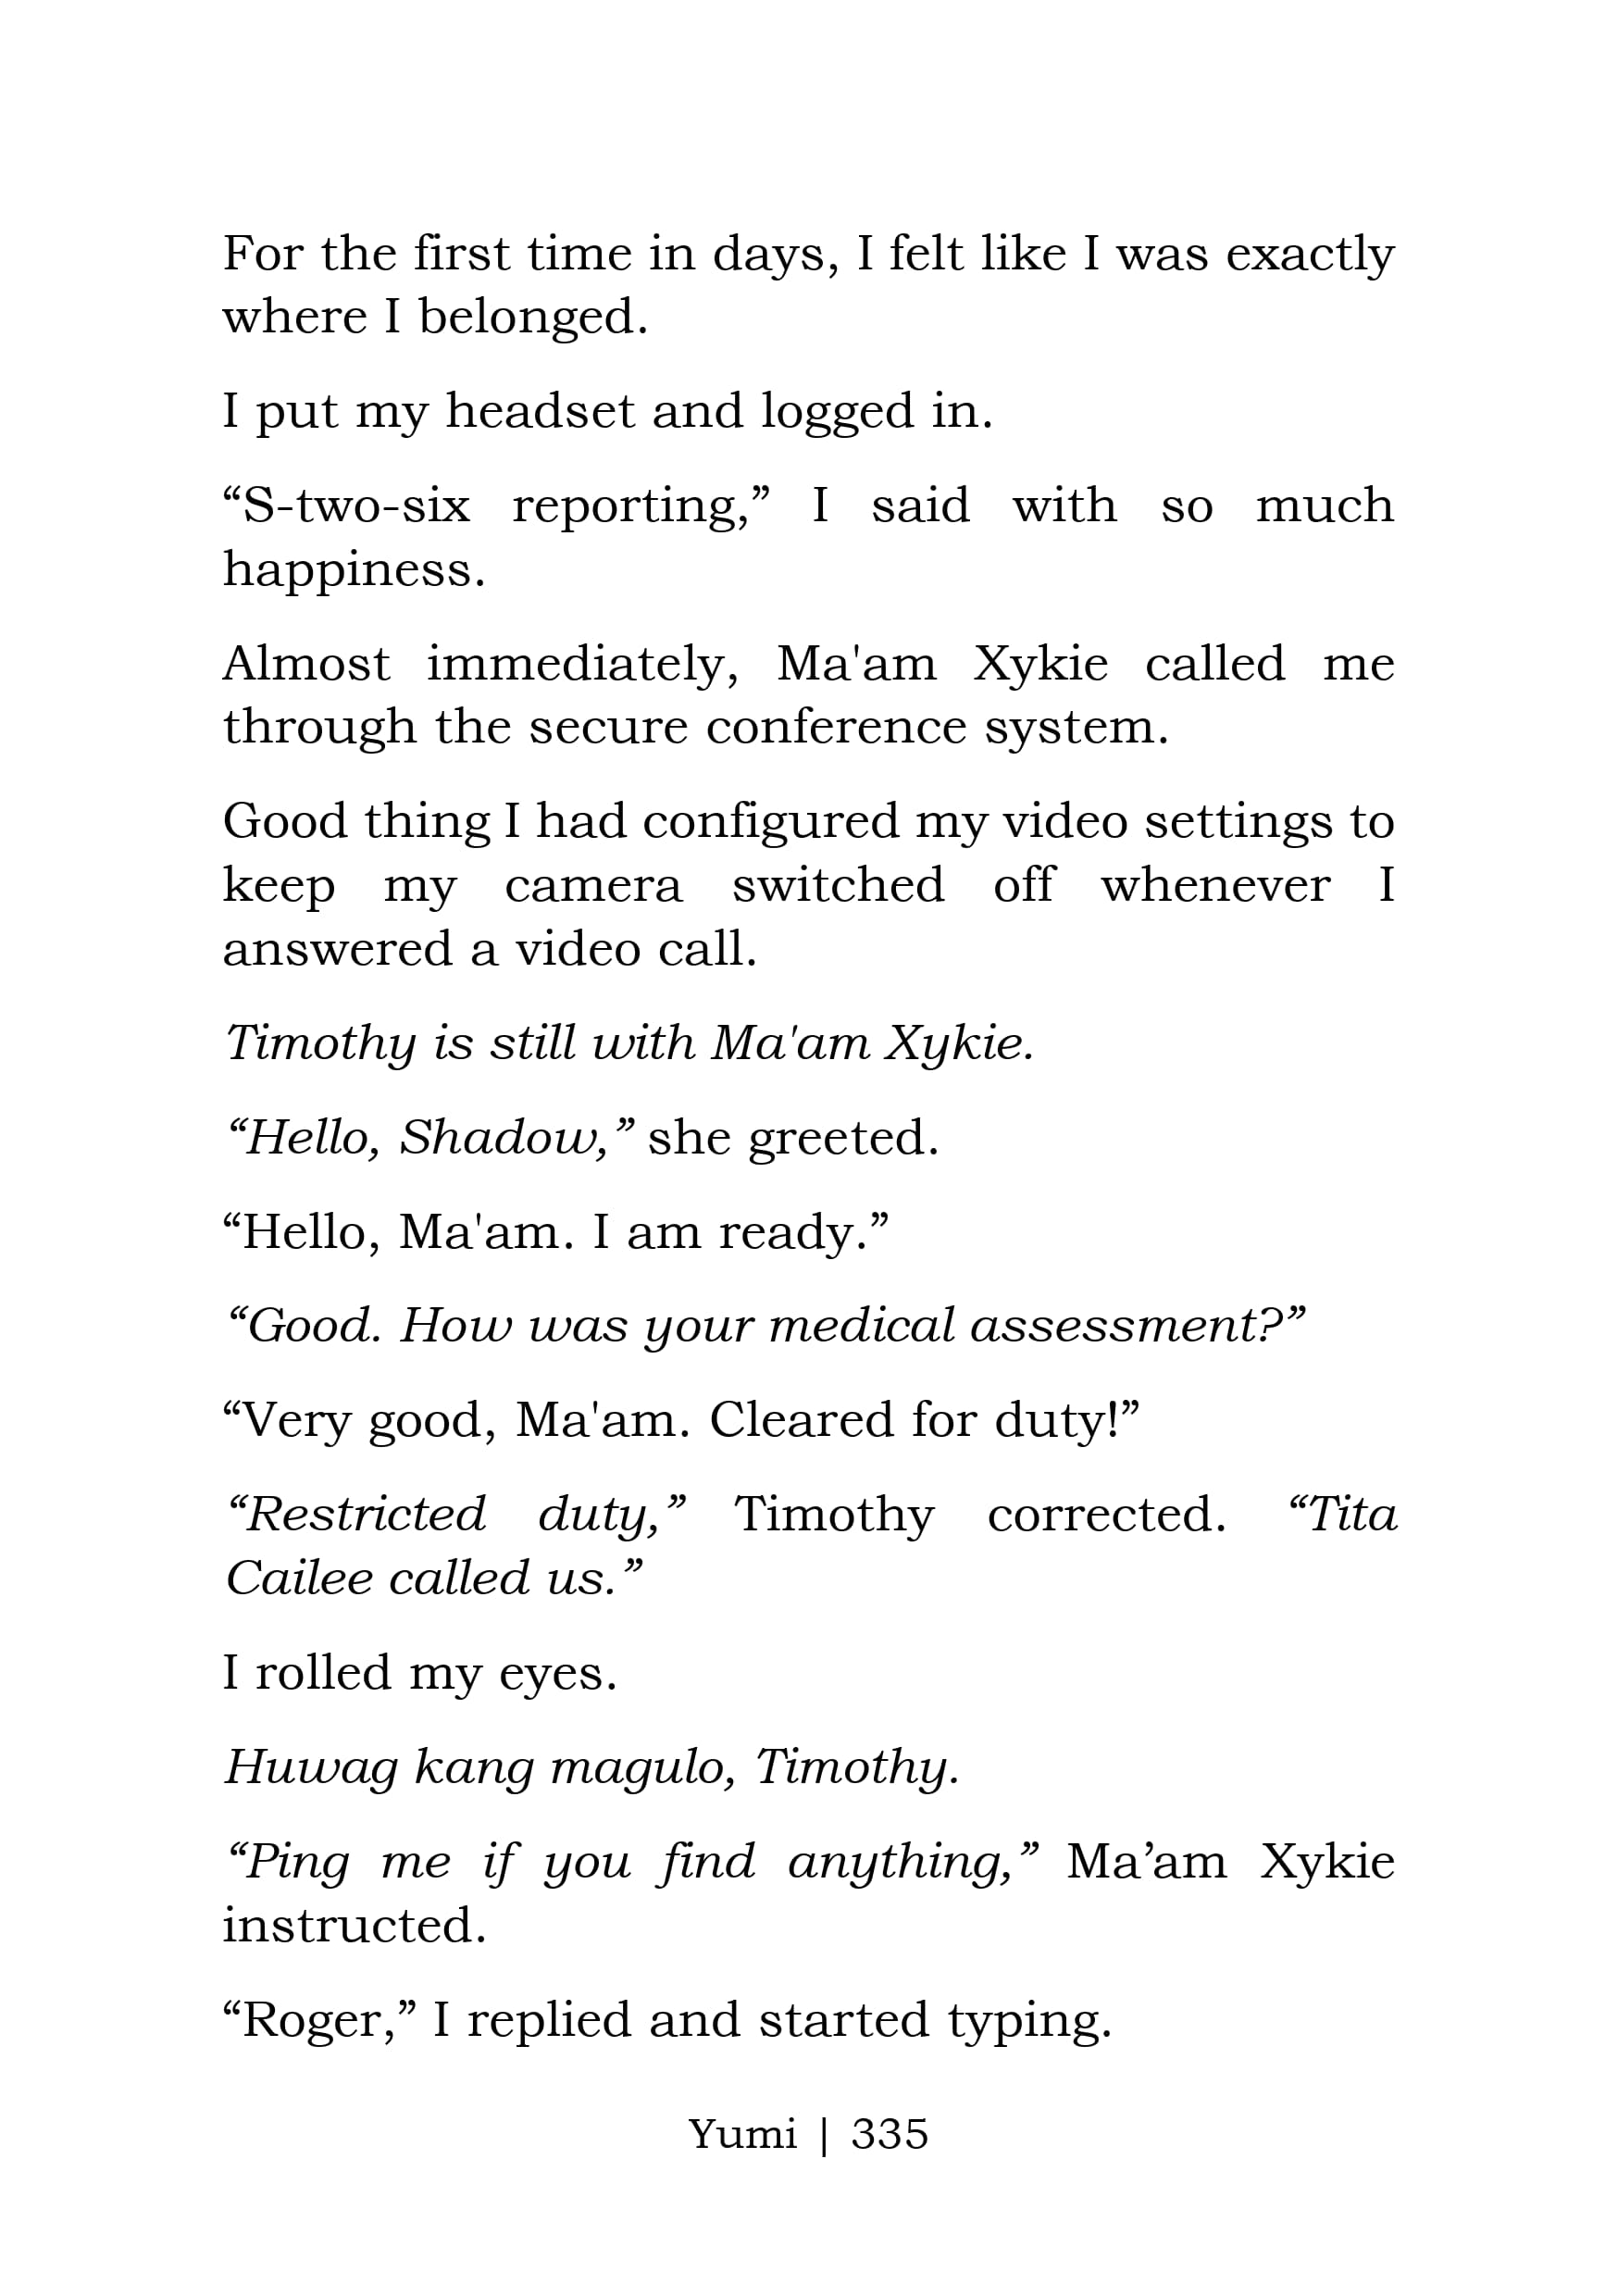 For the first time in days, I felt like I was exactly
where I belonged.
I put my headset and logged in.
“S-two-six reporting,” I said with so much
happiness.
Almost immediately, Ma'am Xykie called me
through the secure conference system.
Good thing I had configured my video settings to
keep my camera switched off whenever I
answered a video call.
Timothy is still with Ma'am Xykie.
“Hello, Shadow,” she greeted.
“Hello, Ma'am. I am ready.”
“Good. How was your medical assessment?”
“Very good, Ma'am. Cleared for duty!”
“Restricted duty,” Timothy corrected. “Tita
Cailee called us.”
I rolled my eyes.
Huwag kang magulo, Timothy.
“Ping me if you find anything,” Ma’am Xykie
instructed.
“Roger,” I replied and started typing.
Yumi | 335